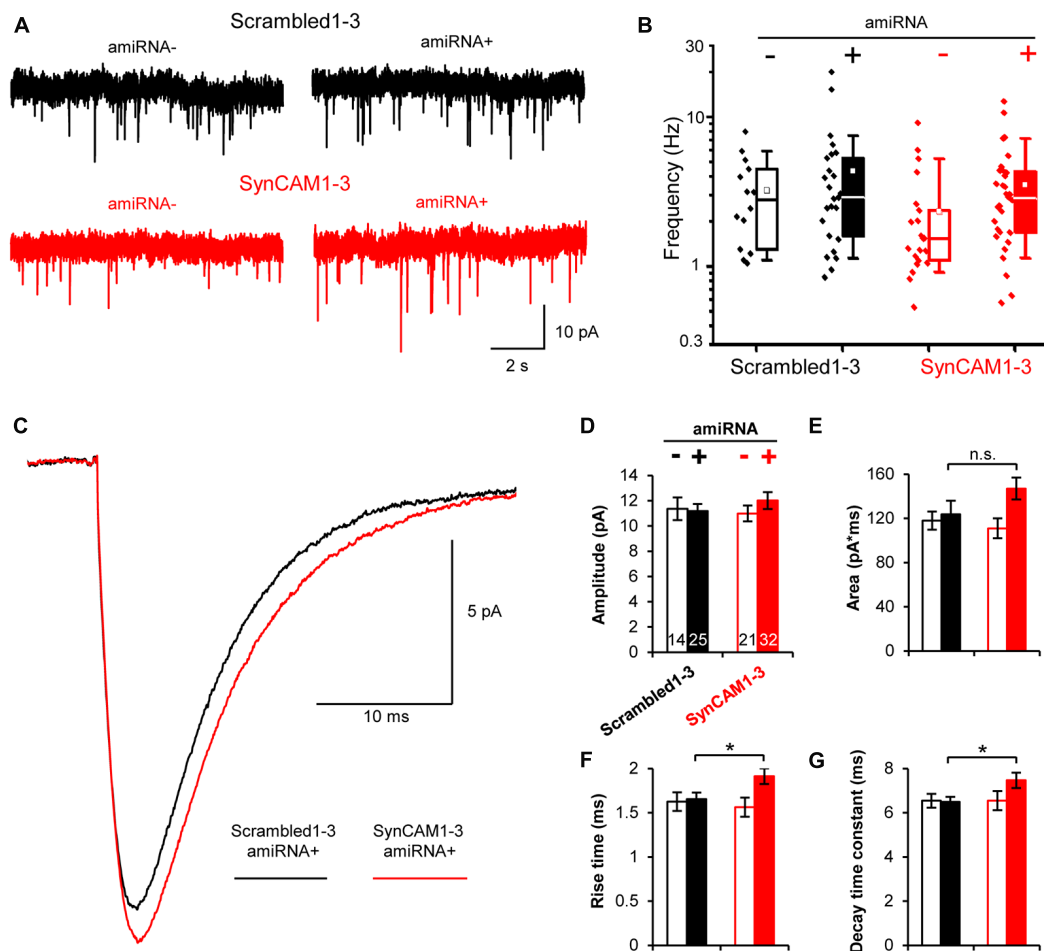 A
Scrambled1-3
amiRNA-
amiRNA+
SynCAM1-3
amiRNA-
amiRNA+
10 pA
2 s
B
amiRNA
- + - +
Frequency (Hz)
30
10
1
0.3
Scrambled1-3
SynCAM1-3
C
5 pA
10 ms
Scrambled1-3
amiRNA+
SynCAM1-3
amiRNA+
D
amiRNA
- + - +
Amplitude (pA)
14
12
10
8
6
4
2
0
14 25 21 32
Scrambled1-3
SynCAM1-3
E
n.s.
Area (pA*ms)
160
120
80
40
0
F
*
Rise time (ms)
2
1.5
1
0.5
0
G
*
Decay time constant (ms)
8
6
4
2
0